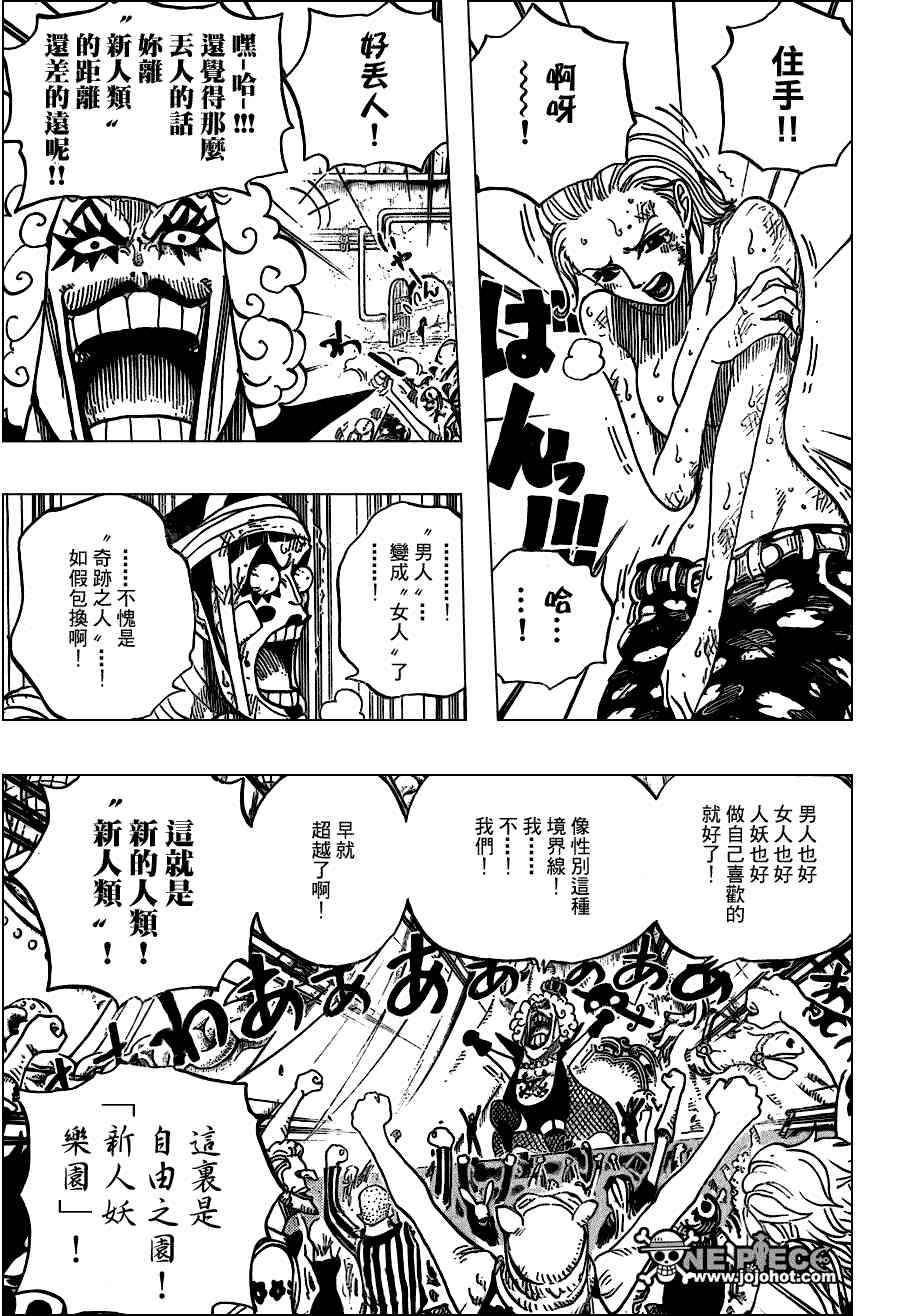 住手!!
啊呀
~~~~!
ばんっ!!!
哈…
……!
好丟人!
わん
やん
嘿-哈-!!!
還覺得那麼
丟人的話
妳離
"新人類"
的距離
還差的遠呢!!
………!
"男人"…
變成"女人"了
……!
……不愧是
"奇跡之人"…!
如假包換啊!
男人也好
女人也好
人妖也好
做自己喜歡的
就好了!
像性別這種
境界線!
我……
不…!
我們!
早就
超越了啊!
這就是
新的人類!
"新人類"!
わあああああ
這裏是
自由之園!
「新人妖
樂園」!
ONE PIECE
www.jojohot.com